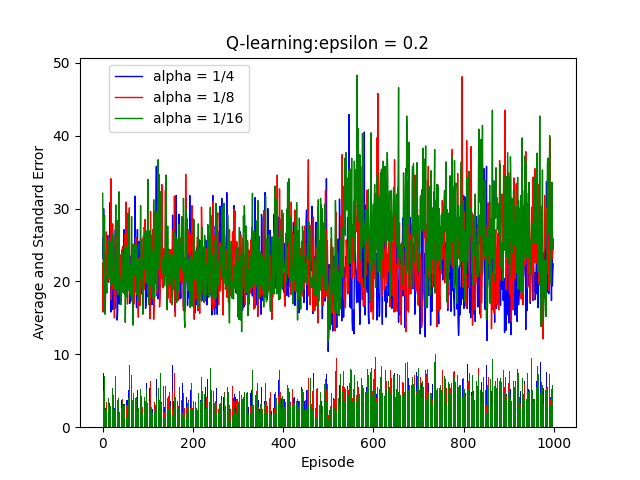 Q-learning:epsilon = 0.2
alpha = 1/4
alpha = 1/8
alpha = 1/16
Average and Standard Error
50
40
30
20
10
0
0 200 400 600 800 1000
Episode